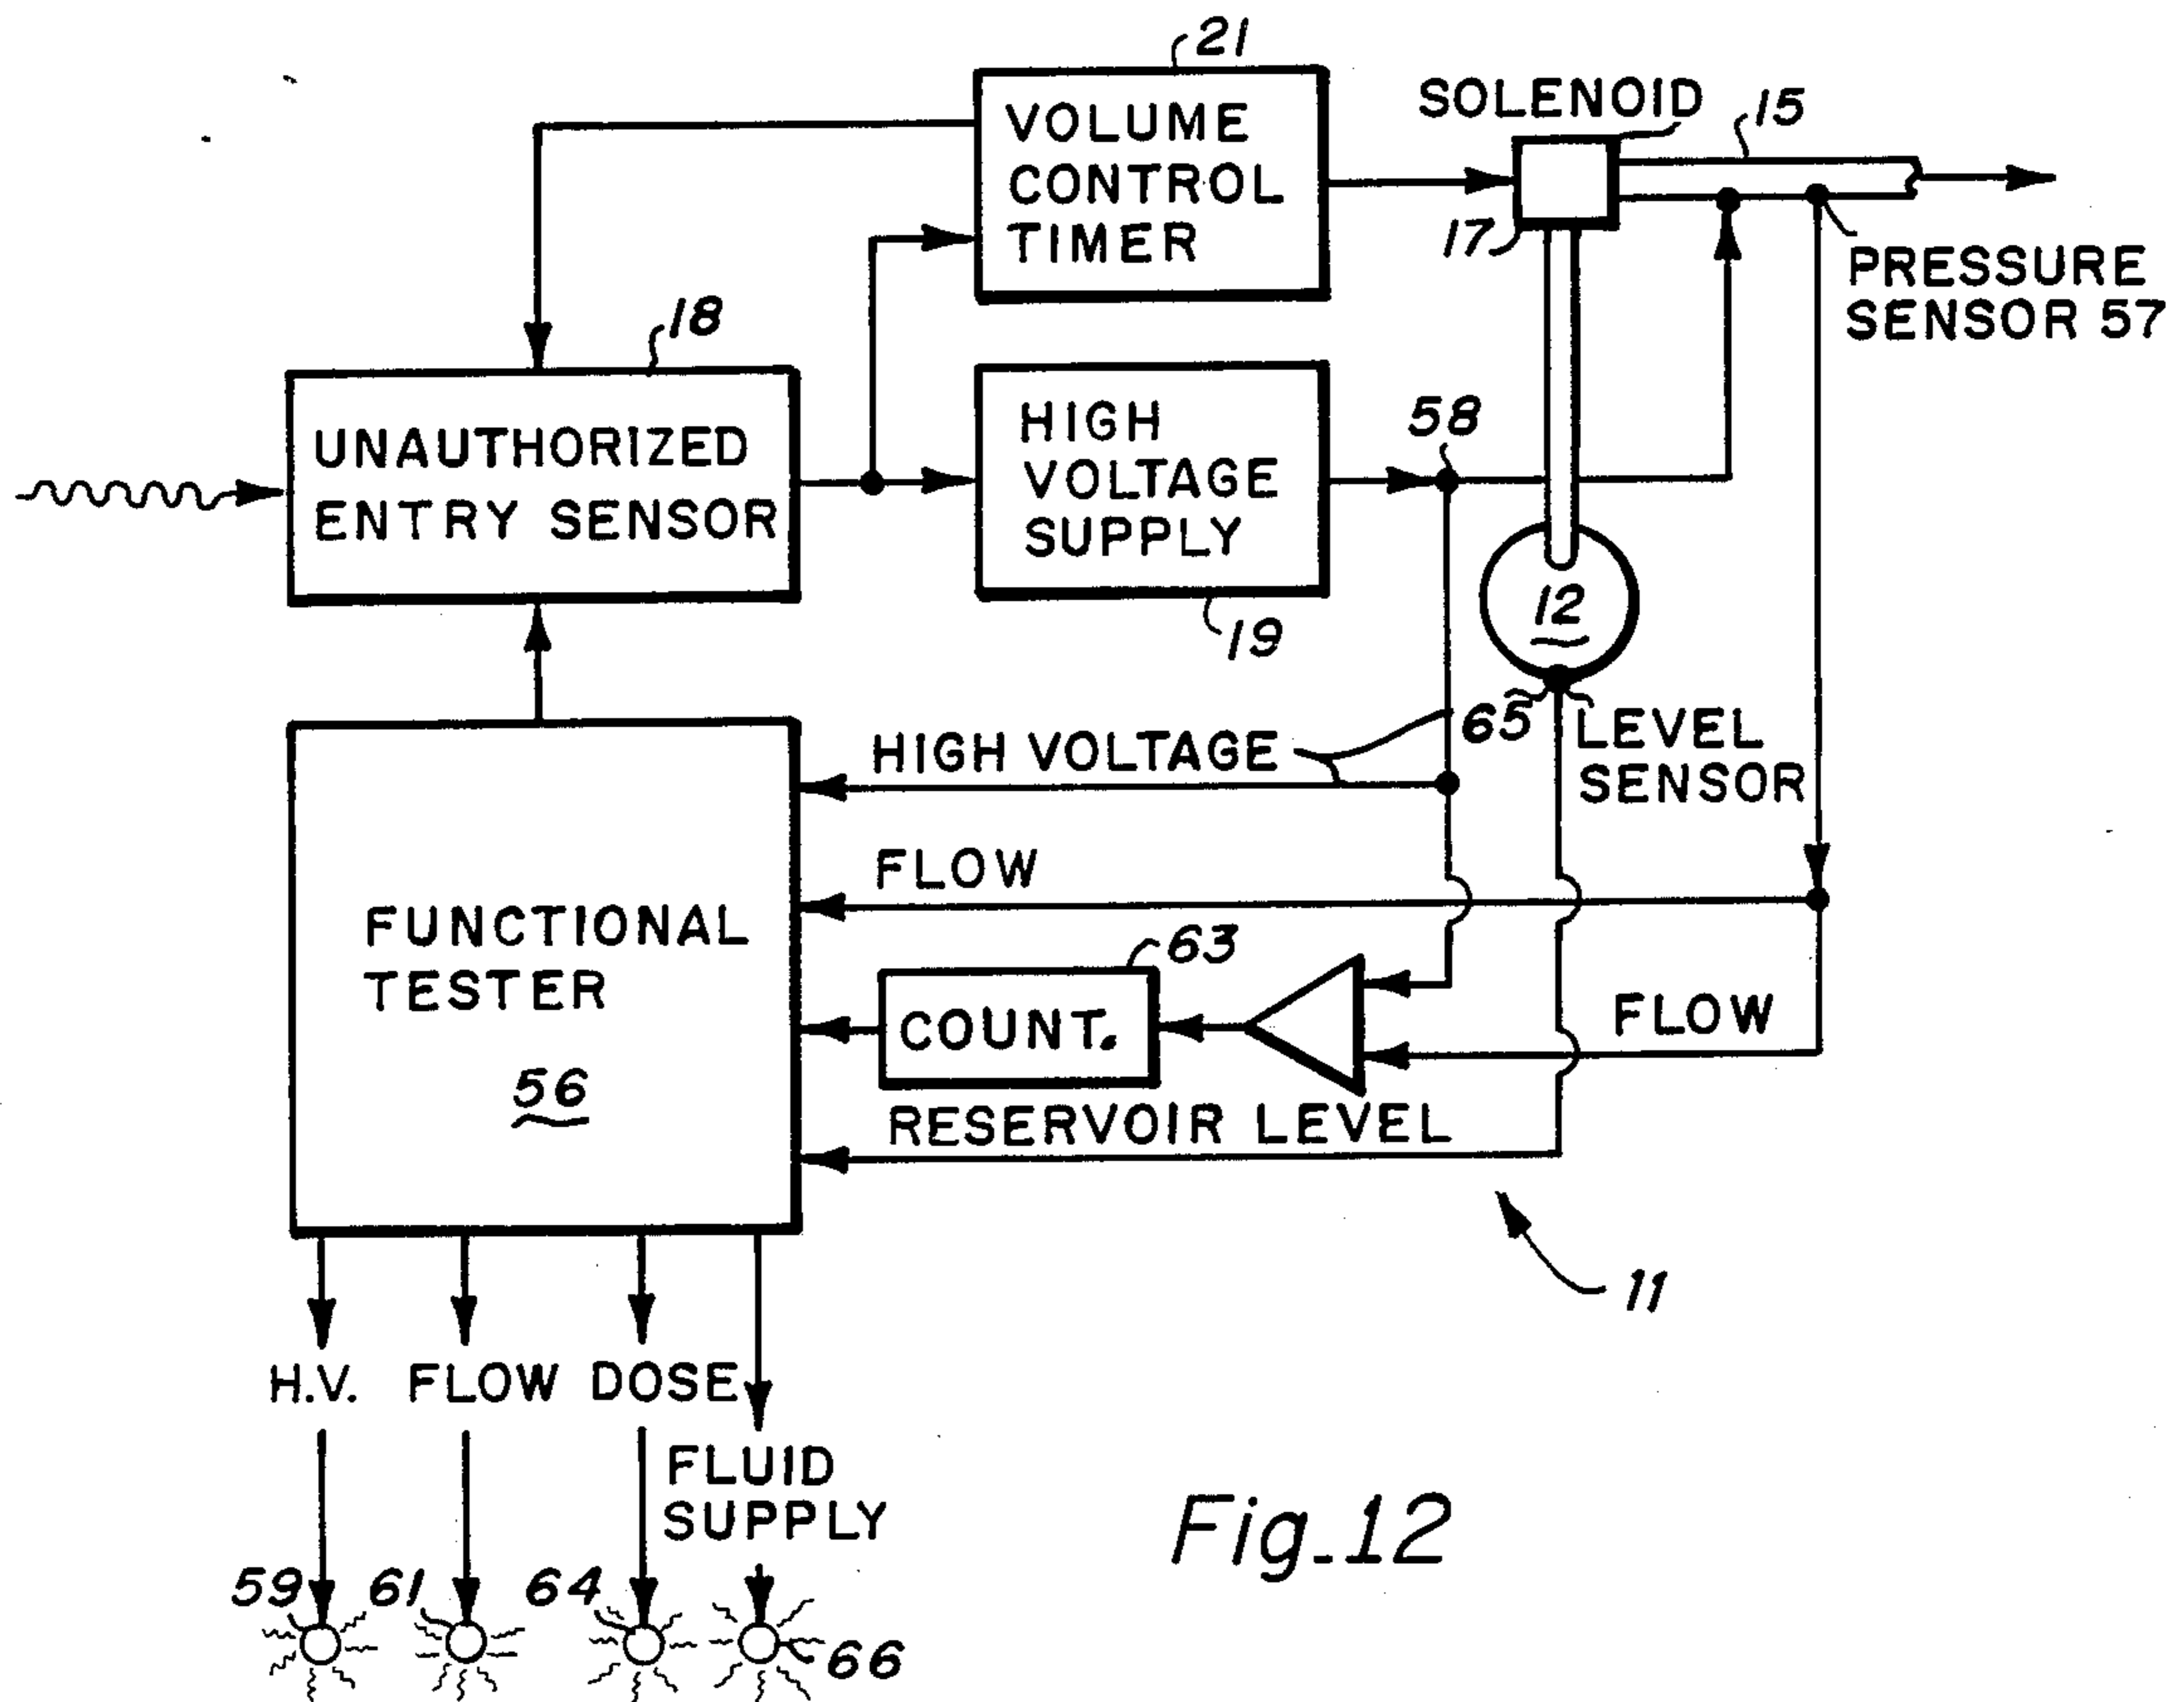 21
VOLUME
CONTROL
TIMER
SOLENOID
15
17
PRESSURE
SENSOR 57
18
UNAUTHORIZED
ENTRY SENSOR
HIGH
VOLTAGE
SUPPLY
19
58
12
65
LEVEL
SENSOR
HIGH VOLTAGE
FLOW
FUNCTIONAL
TESTER
56
63
COUNT.
FLOW
RESERVOIR LEVEL
11
H.V. FLOW DOSE
FLUID
SUPPLY
59 61 64 66
Fig. 12